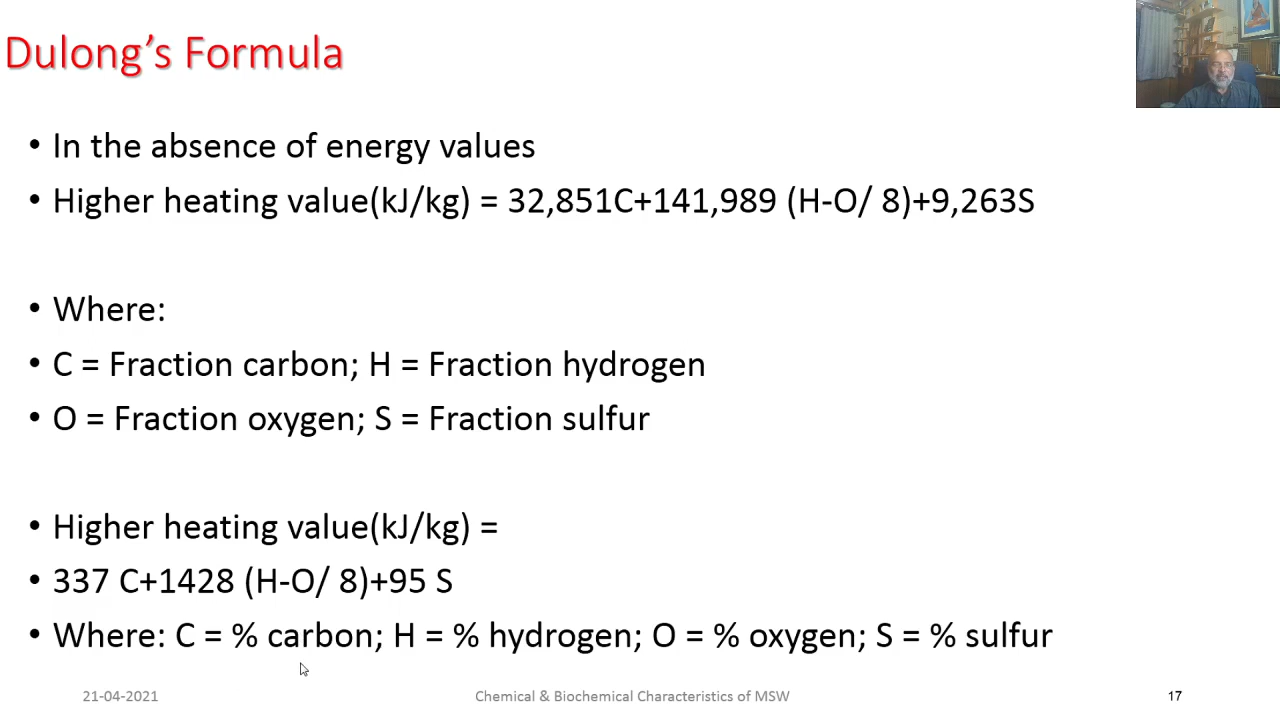 Dulong's Formula
• In the absence of energy values
• Higher heating value(kJ/kg) = 32,851C+141,989 (H-O/ 8)+9,263S
• Where:
• C = Fraction carbon; H = Fraction hydrogen
• O = Fraction oxygen; S = Fraction sulfur
• Higher heating value(kJ/kg) =
• 337 C+1428 (H-O/ 8)+95 S
• Where: C = % carbon; H = % hydrogen; O = % oxygen; S = % sulfur
21-04-2021
Chemical & Biochemical Characteristics of MSW
17